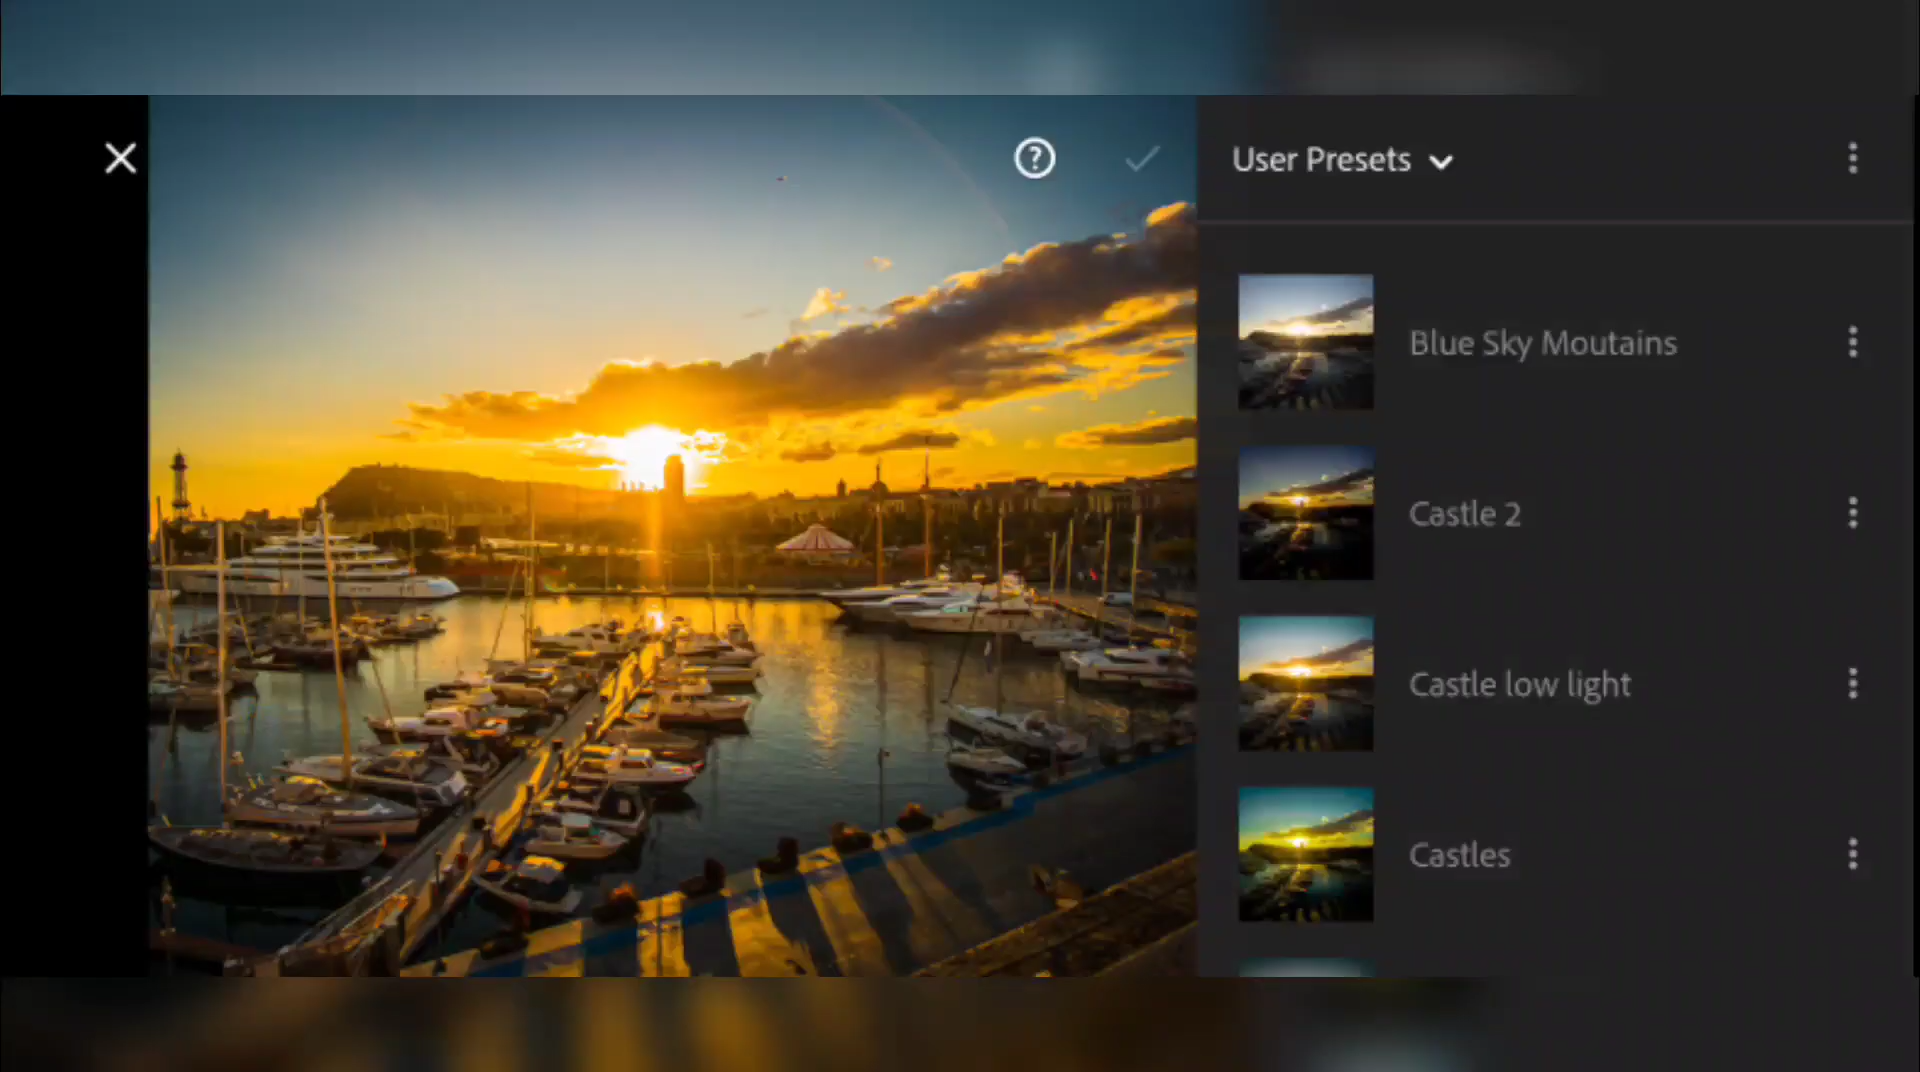 User Presets
Blue Sky Moutains
Castle 2
Castle low light
Castles